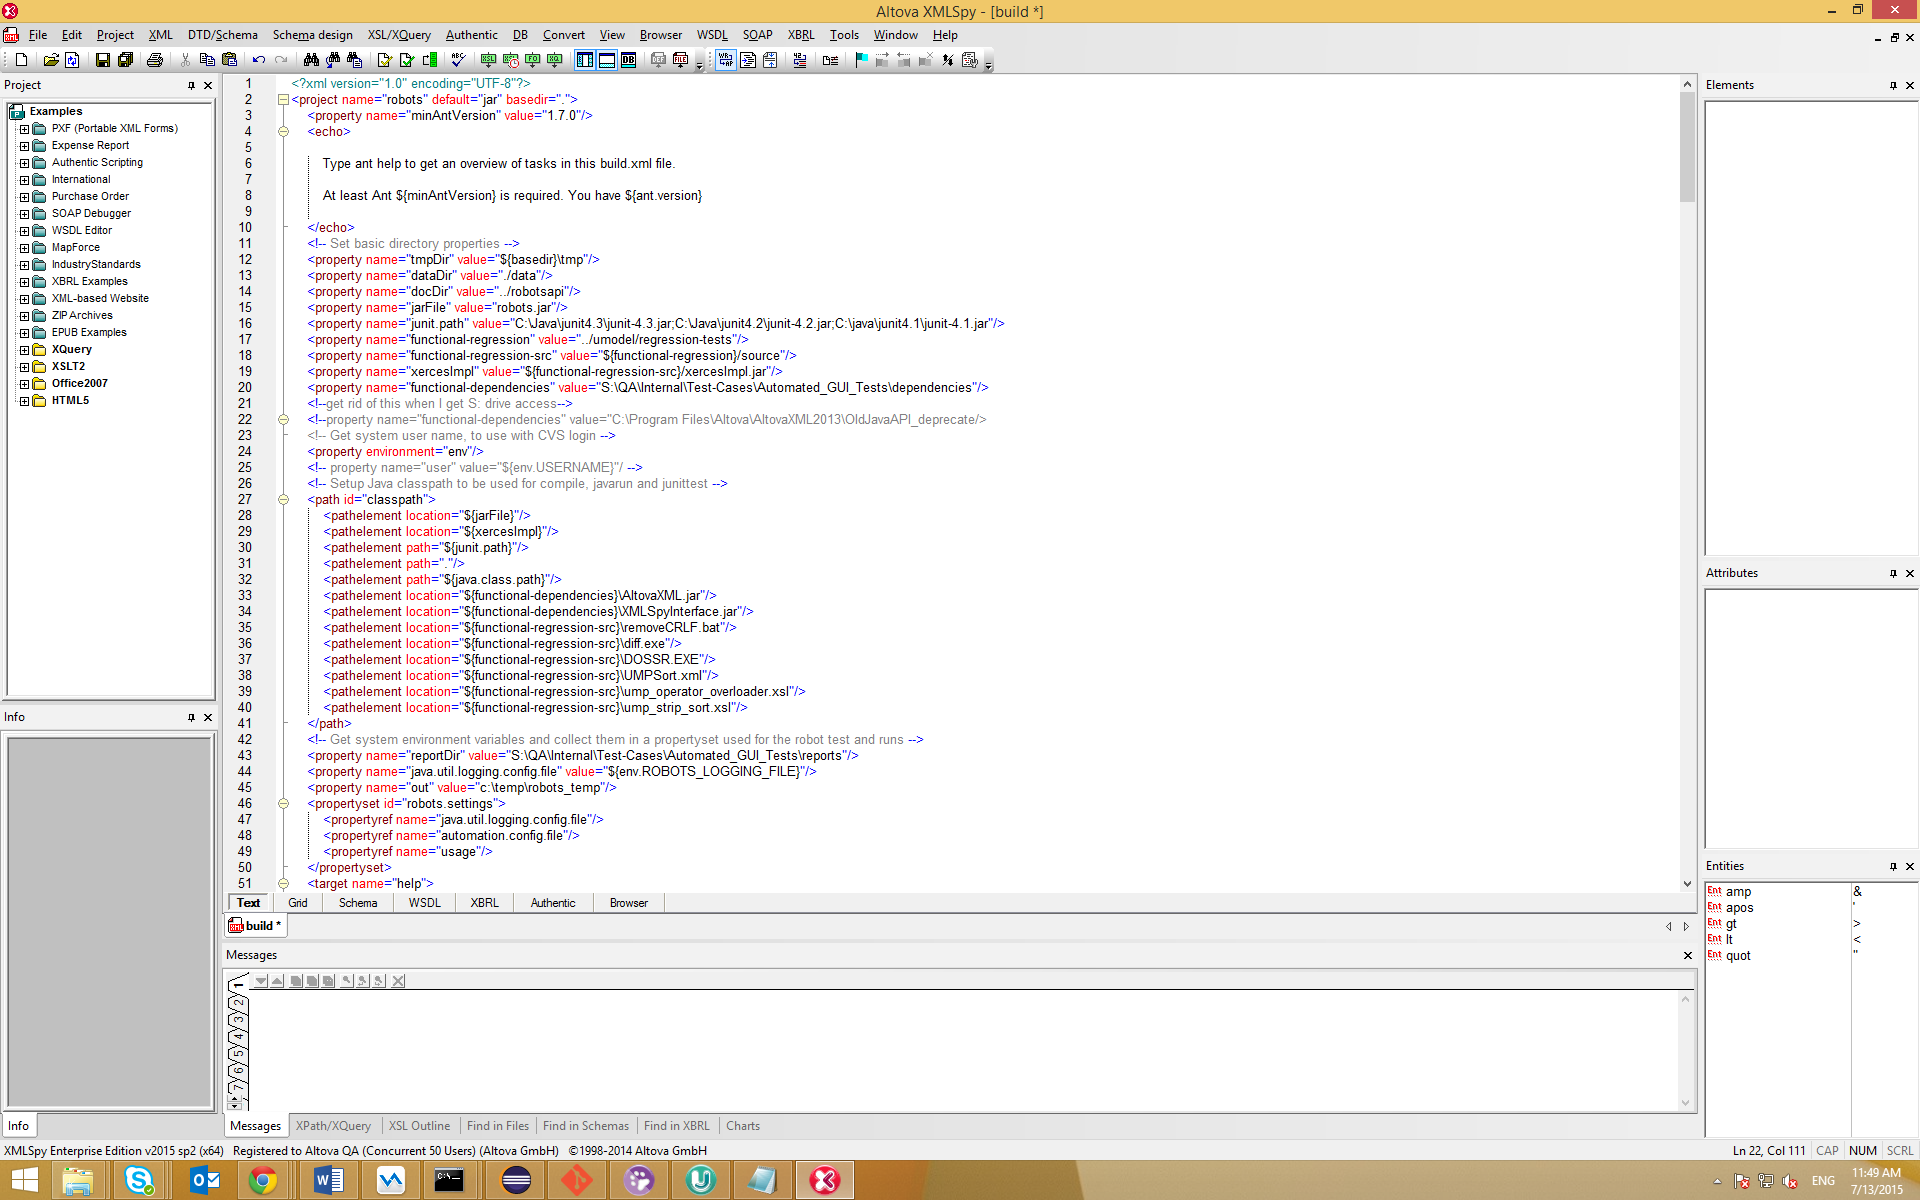 Altova XMLSpy - [build *]
File Edit Project XML DTD/Schema Schema design XSL/XQuery Authentic DB Convert View Browser WSDL SOAP XBRL Tools Window Help
Project
Examples
PXF (Portable XML Forms)
Expense Report
Authentic Scripting
International
Purchase Order
SOAP Debugger
WSDL Editor
MapForce
IndustryStandards
XBRL Examples
XML-based Website
ZIP Archives
EPUB Examples
XQuery
XSLT2
Office2007
HTML5
Info
Info
1 <?xml version="1.0" encoding="UTF-8"?>
2 <project name="robots" default="jar" basedir=".">
3 <property name="minAntVersion" value="1.7.0"/>
4 <echo>
5
6 Type ant help to get an overview of tasks in this build.xml file.
7
8 At least Ant ${minAntVersion} is required. You have ${ant.version}
9
10 </echo>
11 <!-- Set basic directory properties -->
12 <property name="tmpDir" value="${basedir}\tmp"/>
13 <property name="dataDir" value="./data"/>
14 <property name="docDir" value="../robotsapi"/>
15 <property name="jarFile" value="robots.jar"/>
16 <property name="junit.path" value="C:\Java\junit4.3\junit-4.3.jar;C:\Java\junit4.2\junit-4.2.jar;C:\java\junit4.1\junit-4.1.jar"/>
17 <property name="functional-regression" value="../umodel/regression-tests"/>
18 <property name="functional-regression-src" value="${functional-regression}/source"/>
19 <property name="xercesImpl" value="${functional-regression-src}/xercesImpl.jar"/>
20 <property name="functional-dependencies" value="S:\QA\Internal\Test-Cases\Automated_GUI_Tests\dependencies"/>
21 <!--get rid of this when I get S: drive access-->
22 <!--property name="functional-dependencies" value="C:\Program Files\Altova\AltovaXML2013\OldJavaAPI_deprecate/>
23 <!-- Get system user name, to use with CVS login -->
24 <property environment="env"/>
25 <!-- property name="user" value="${env.USERNAME}"/ -->
26 <!-- Setup Java classpath to be used for compile, javarun and junittest -->
27 <path id="classpath">
28 <pathelement location="${jarFile}"/>
29 <pathelement location="${xercesImpl}"/>
30 <pathelement path="${junit.path}"/>
31 <pathelement path="."/>
32 <pathelement path="${java.class.path}"/>
33 <pathelement location="${functional-dependencies}\AltovaXML.jar"/>
34 <pathelement location="${functional-dependencies}\XMLSpyInterface.jar"/>
35 <pathelement location="${functional-regression-src}\removeCRLF.bat"/>
36 <pathelement location="${functional-regression-src}\diff.exe"/>
37 <pathelement location="${functional-regression-src}\DOSSR.EXE"/>
38 <pathelement location="${functional-regression-src}\UMPSort.xml"/>
39 <pathelement location="${functional-regression-src}\ump_operator_overloader.xsl"/>
40 <pathelement location="${functional-regression-src}\ump_strip_sort.xsl"/>
41 </path>
42 <!-- Get system environment variables and collect them in a propertyset used for the robot test and runs -->
43 <property name="reportDir" value="S:\QA\Internal\Test-Cases\Automated_GUI_Tests\reports"/>
44 <property name="java.util.logging.config.file" value="${env.ROBOTS_LOGGING_FILE}"/>
45 <property name="out" value="c:\temp\robots_temp"/>
46 <propertyset id="robots.settings">
47 <propertyref name="java.util.logging.config.file"/>
48 <propertyref name="automation.config.file"/>
49 <propertyref name="usage"/>
50 </propertyset>
51 <target name="help">
Text Grid Schema WSDL XBRL Authentic Browser
build *
Messages
1
2
3
4
5
6
7
Messages XPath/XQuery XSL Outline Find in Files Find in Schemas Find in XBRL Charts
Elements
Attributes
Entities
Ent amp &
Ent apos '
Ent gt >
Ent lt <
Ent quot "
XMLSpy Enterprise Edition v2015 sp2 (x64) Registered to Altova QA (Concurrent 50 Users) (Altova GmbH) ©1998-2014 Altova GmbH
Ln 22, Col 111 CAP NUM SCRL
ENG
11:49 AM
7/13/2015